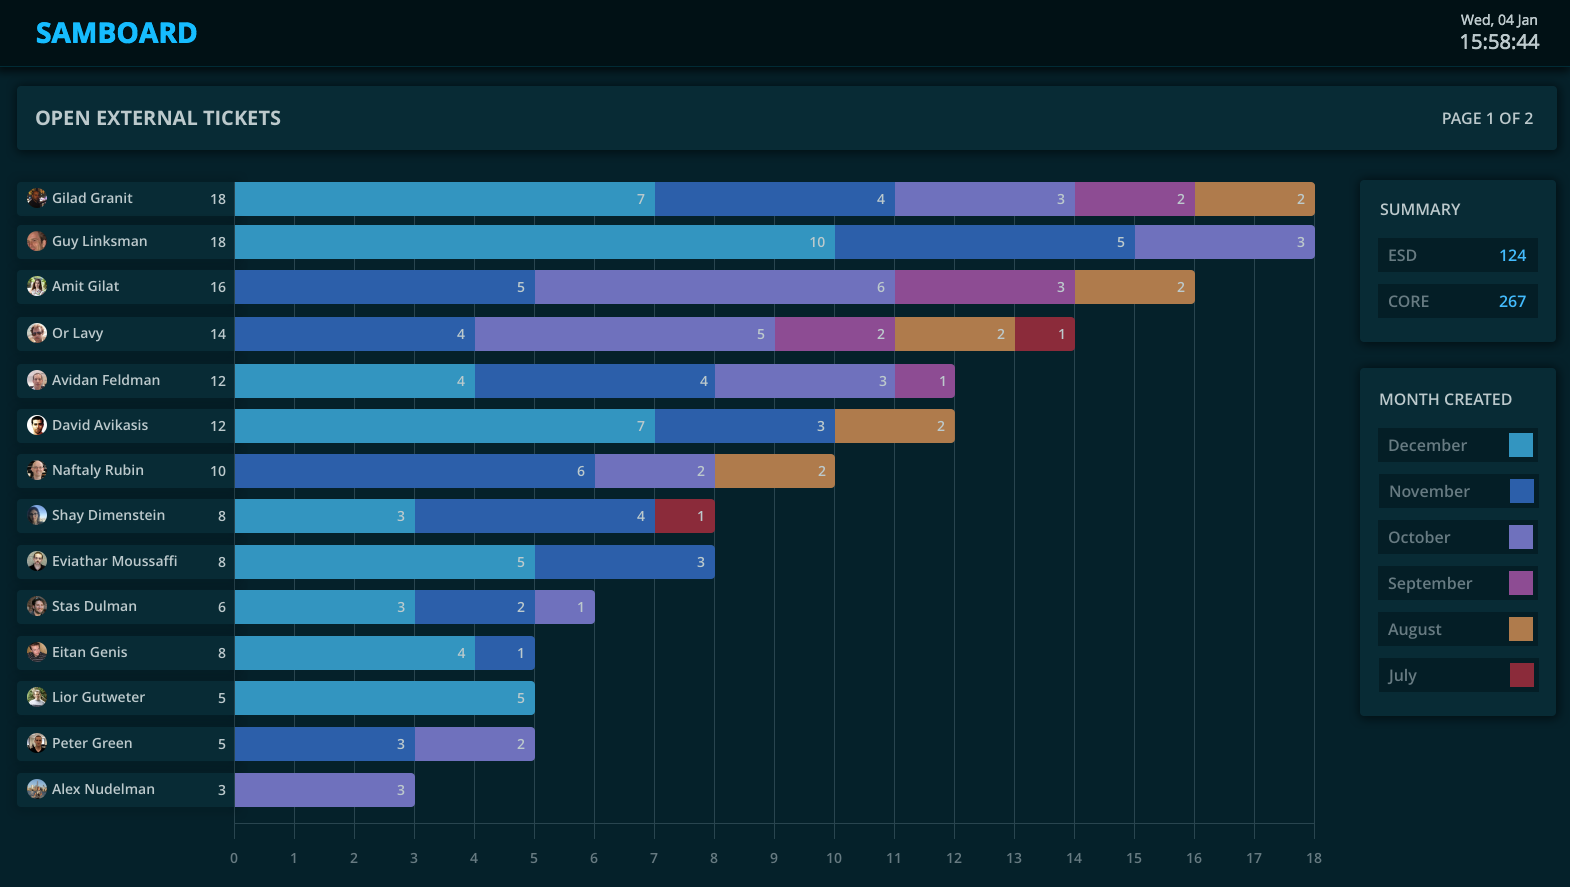 SAMBOARD
Wed, 04 Jan
15:58:44
OPEN EXTERNAL TICKETS
PAGE 1 OF 2
Gilad Granit 18 7 4 3 2 2
Guy Linksman 18 10 5 3
Amit Gilat 16 5 6 3 2
Or Lavy 14 4 5 2 2 1
Avidan Feldman 12 4 4 3 1
David Avikasis 12 7 3 2
Naftaly Rubin 10 6 2 2
Shay Dimenstein 8 3 4 1
Eviathar Moussaffi 8 5 3
Stas Dulman 6 3 2 1
Eitan Genis 8 4 1
Lior Gutweter 5 5
Peter Green 5 3 2
Alex Nudelman 3 3
0 1 2 3 4 5 6 7 8 9 10 11 12 13 14 15 16 17 18
SUMMARY
ESD 124
CORE 267
MONTH CREATED
December
November
October
September
August
July